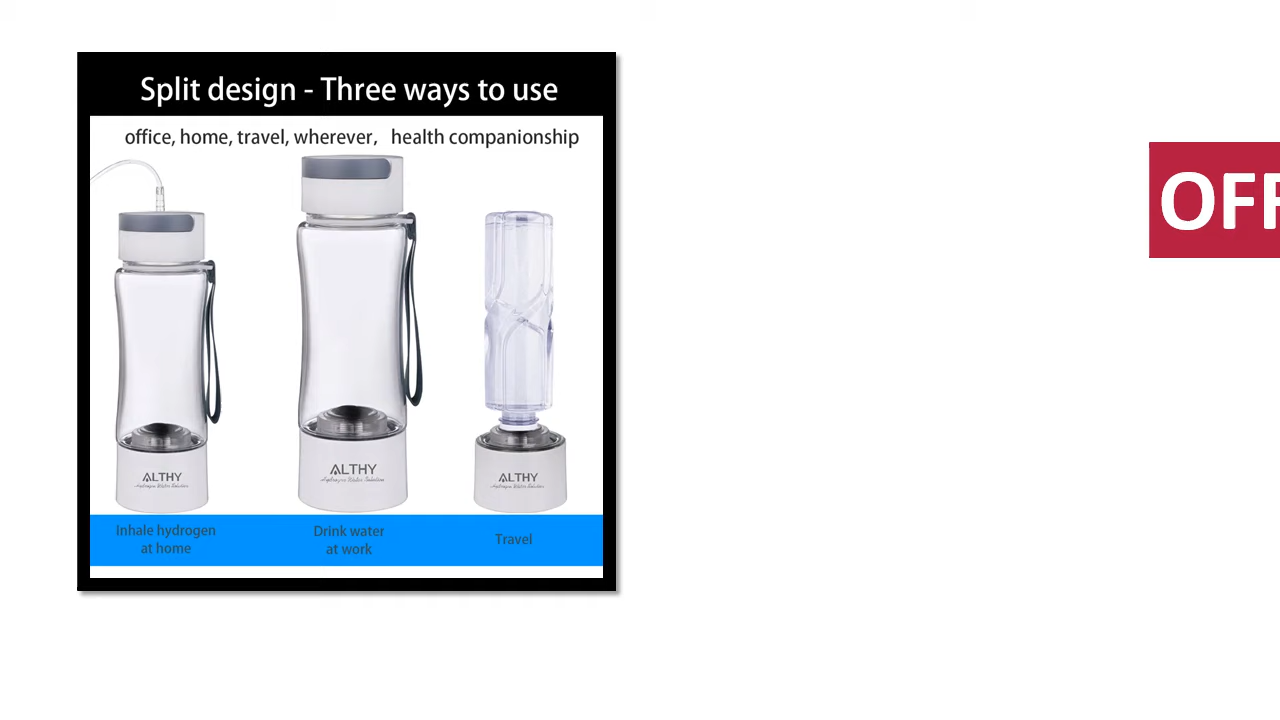 Split design - Three ways to use
office, home, travel, wherever, health companionship
OFF
ALTHY
ALTHY
ALTHY
Inhale hydrogen
at home
Drink water
at work
Travel